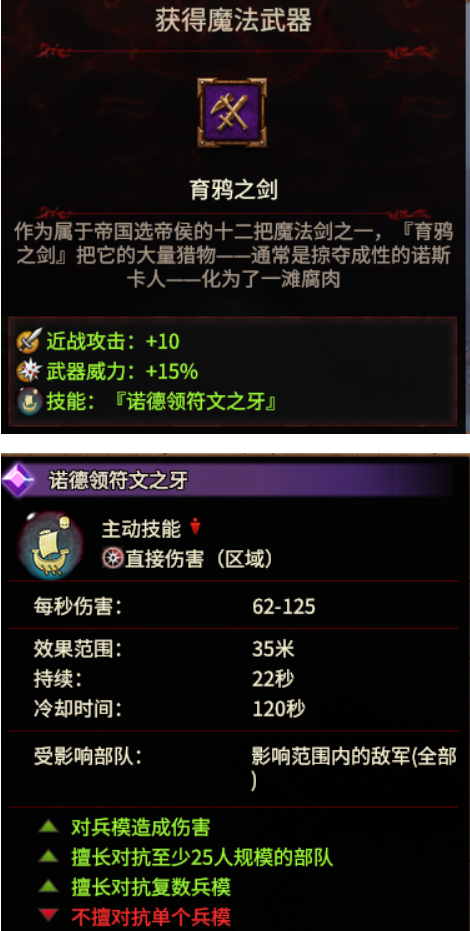 获得魔法武器
育鸦之剑
作为属于帝国选帝侯的十二把魔法剑之一，『育鸦
之剑』把它的大量猎物——通常是掠夺成性的诺斯
卡人——化为了一滩腐肉
近战攻击：+10
武器威力：+15%
技能：『诺德领符文之牙』
诺德领符文之牙
主动技能
直接伤害（区域）
每秒伤害： 62-125
效果范围： 35米
持续： 22秒
冷却时间： 120秒
受影响部队： 影响范围内的敌军(全部
)
对兵模造成伤害
擅长对抗至少25人规模的部队
擅长对抗复数兵模
不擅对抗单个兵模